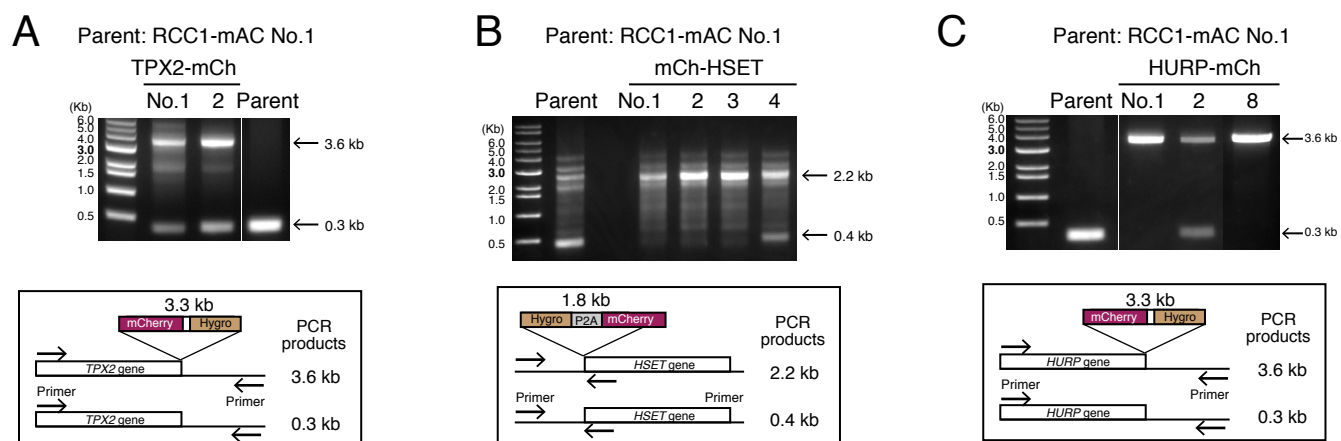 A
Parent: RCC1-mAC No.1
TPX2-mCh
No.1 2 Parent
(Kb)
6.0
5.0
4.0
3.0
2.0
1.5
1.0
0.5
3.6 kb
0.3 kb
3.3 kb
mCherry Hygro
PCR
products
TPX2 gene
3.6 kb
Primer
Primer
TPX2 gene
0.3 kb
B
Parent: RCC1-mAC No.1
mCh-HSET
Parent No.1 2 3 4
(Kb)
6.0
5.0
4.0
3.0
2.0
1.5
1.0
0.5
2.2 kb
0.4 kb
1.8 kb
Hygro P2A mCherry
PCR
products
HSET gene
2.2 kb
Primer
Primer
HSET gene
0.4 kb
C
Parent: RCC1-mAC No.1
HURP-mCh
Parent No.1 2 8
(Kb)
6.0
5.0
4.0
3.0
2.0
1.5
1.0
0.5
3.6 kb
0.3 kb
3.3 kb
mCherry Hygro
PCR
products
HURP gene
3.6 kb
Primer
Primer
HURP gene
0.3 kb